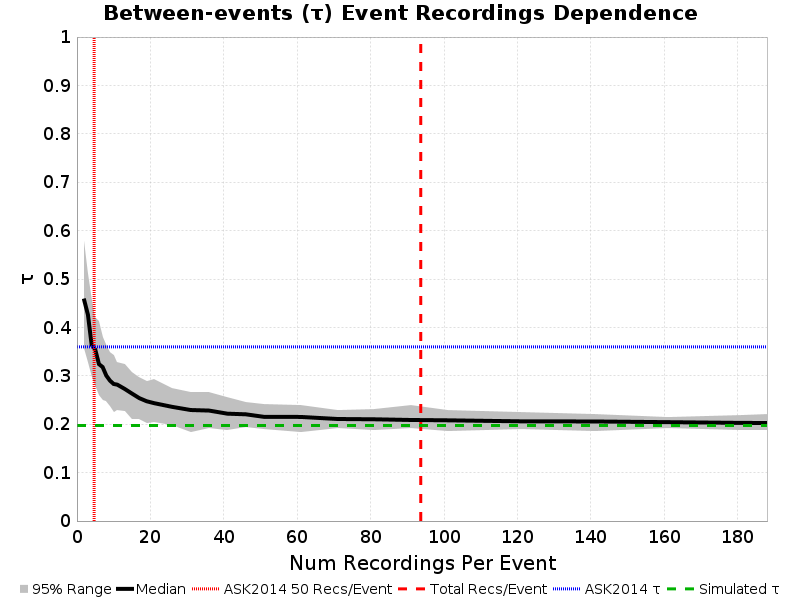 Between-events (τ) Event Recordings Dependence
1
0.9
0.8
0.7
0.6
0.5
0.4
0.3
0.2
0.1
0
τ
0 20 40 60 80 100 120 140 160 180
Num Recordings Per Event
95% Range Median ASK2014 50 Recs/Event Total Recs/Event ASK2014 τ Simulated τ